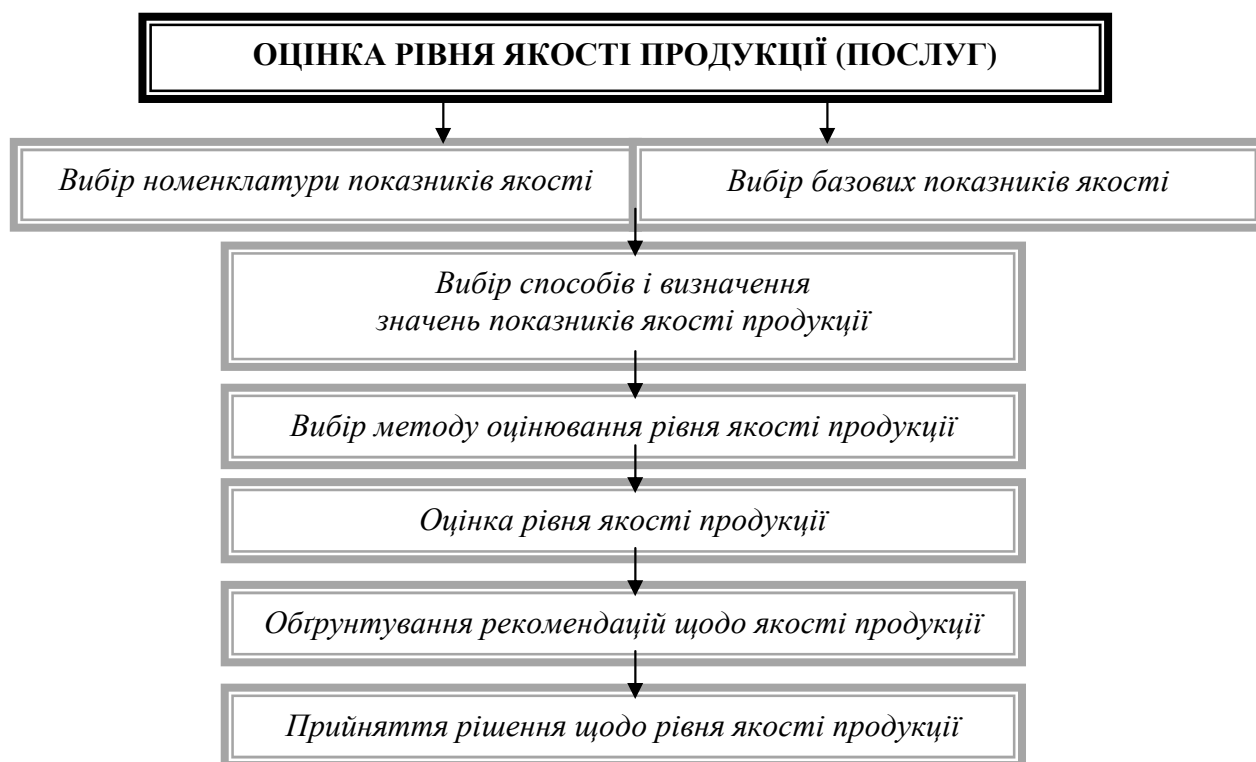 ОЦІНКА РІВНЯ ЯКОСТІ ПРОДУКЦІЇ (ПОСЛУГ)
Вибір номенклатури показників якості
Вибір базових показників якості
Вибір способів і визначення
значень показників якості продукції
Вибір методу оцінювання рівня якості продукції
Оцінка рівня якості продукції
Обґрунтування рекомендацій щодо якості продукції
Прийняття рішення щодо рівня якості продукції